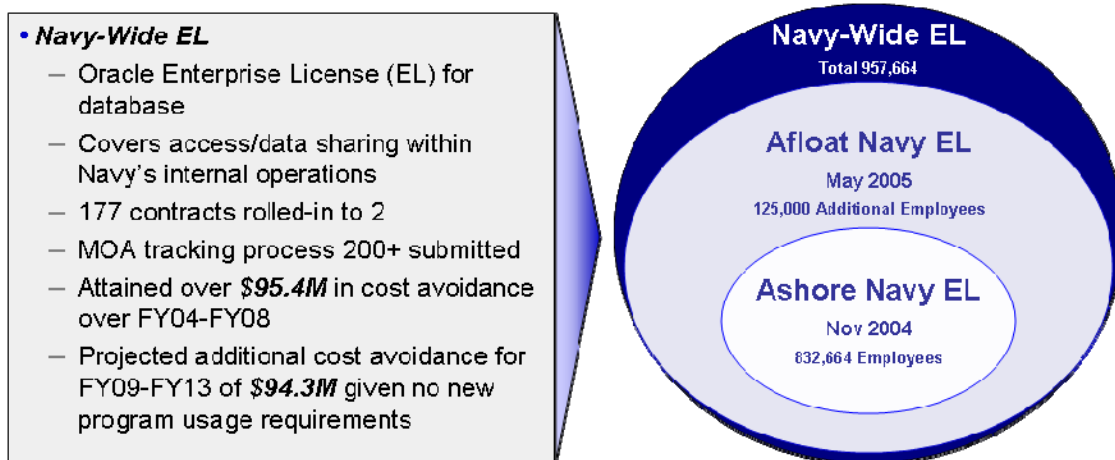 • Navy-Wide EL
– Oracle Enterprise License (EL) for
database
– Covers access/data sharing within
Navy's internal operations
– 177 contracts rolled-in to 2
– MOA tracking process 200+ submitted
– Attained over $95.4M in cost avoidance
over FY04-FY08
– Projected additional cost avoidance for
FY09-FY13 of $94.3M given no new
program usage requirements
Navy-Wide EL
Total 957,664
Afloat Navy EL
May 2005
125,000 Additional Employees
Ashore Navy EL
Nov 2004
832,664 Employees